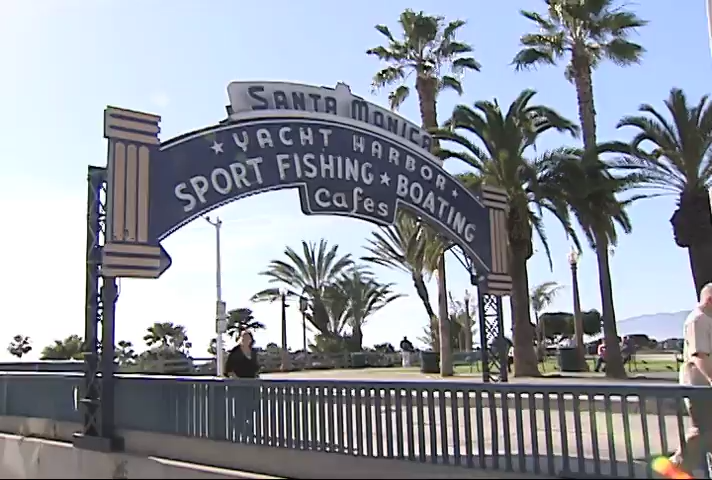 SANTA MONICA
★ YACHT HARBOR ★
SPORT FISHING ★ BOATING
Cafes